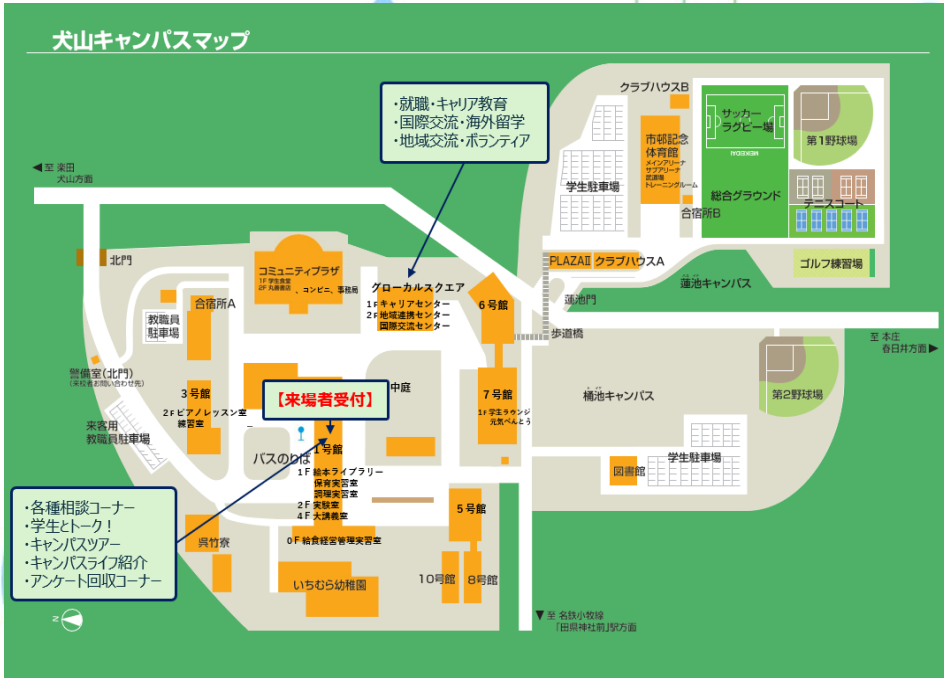 犬山キャンパスマップ
・就職・キャリア教育
・国際交流・海外留学
・地域交流・ボランティア
クラブハウスB
サッカー
ラグビー場
第1野球場
市邨記念
体育館
メインアリーナ
サブアリーナ
武道場
トレーニングルーム
学生駐車場
総合グラウンド
テニスコート
合宿所B
PLAZAⅡ
クラブハウスA
ゴルフ練習場
蓮池キャンパス
蓮池門
歩道橋
至 楽田
犬山方面
北門
コミュニティプラザ
1F 学生食堂
2F 丸善書店
、コンビニ、事務局
グローカルスクエア
1Fキャリアセンター
2F地域連携センター
国際交流センター
6号館
合宿所A
教職員
駐車場
至 本庄
春日井方面
警備室(北門)
(来校者お問い合わせ先)
3号館
2Fピアノレッスン室
練習室
【来場者受付】
中庭
7号館
1F学生ラウンジ
元気べんとう
桶池キャンパス
第2野球場
来客用
教職員駐車場
バスのりば
1号館
1F 絵本ライブラリー
保育実習室
調理実習室
2F 実験室
4F 大講義室
0F給食経営管理実習室
図書館
学生駐車場
・各種相談コーナー
・学生とトーク！
・キャンパスツアー
・キャンパスライフ紹介
・アンケート回収コーナー
呉竹寮
いちむら幼稚園
5号館
10号館
8号館
至 名鉄小牧線
「田県神社前」駅方面
N